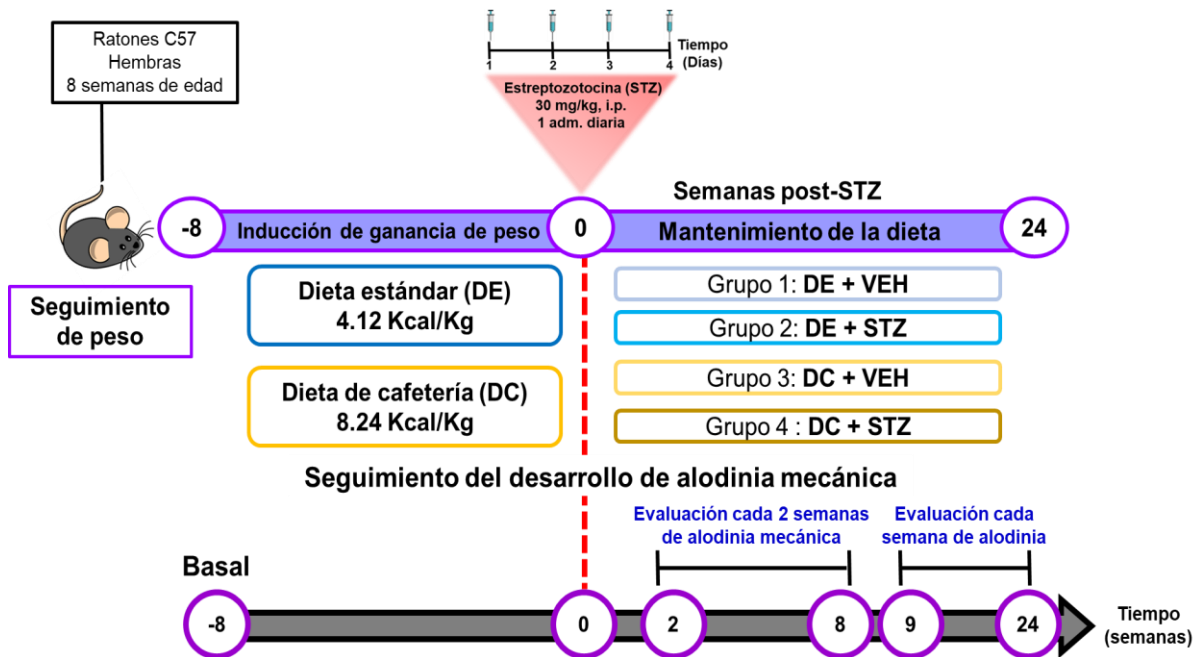 Ratones C57
Hembras
8 semanas de edad
1
2
3
4
Tiempo
(Días)
Estreptozotocina (STZ)
30 mg/kg, i.p.
1 adm. diaria
Semanas post-STZ
-8
Inducción de ganancia de peso
0
Mantenimiento de la dieta
24
Seguimiento
de peso
Dieta estándar (DE)
4.12 Kcal/Kg
Dieta de cafetería (DC)
8.24 Kcal/Kg
Grupo 1: DE + VEH
Grupo 2: DE + STZ
Grupo 3: DC + VEH
Grupo 4 : DC + STZ
Seguimiento del desarrollo de alodinia mecánica
Evaluación cada 2 semanas
de alodinia mecánica
Evaluación cada
semana de alodinia
Basal
-8
0
2
8
9
24
Tiempo
(semanas)